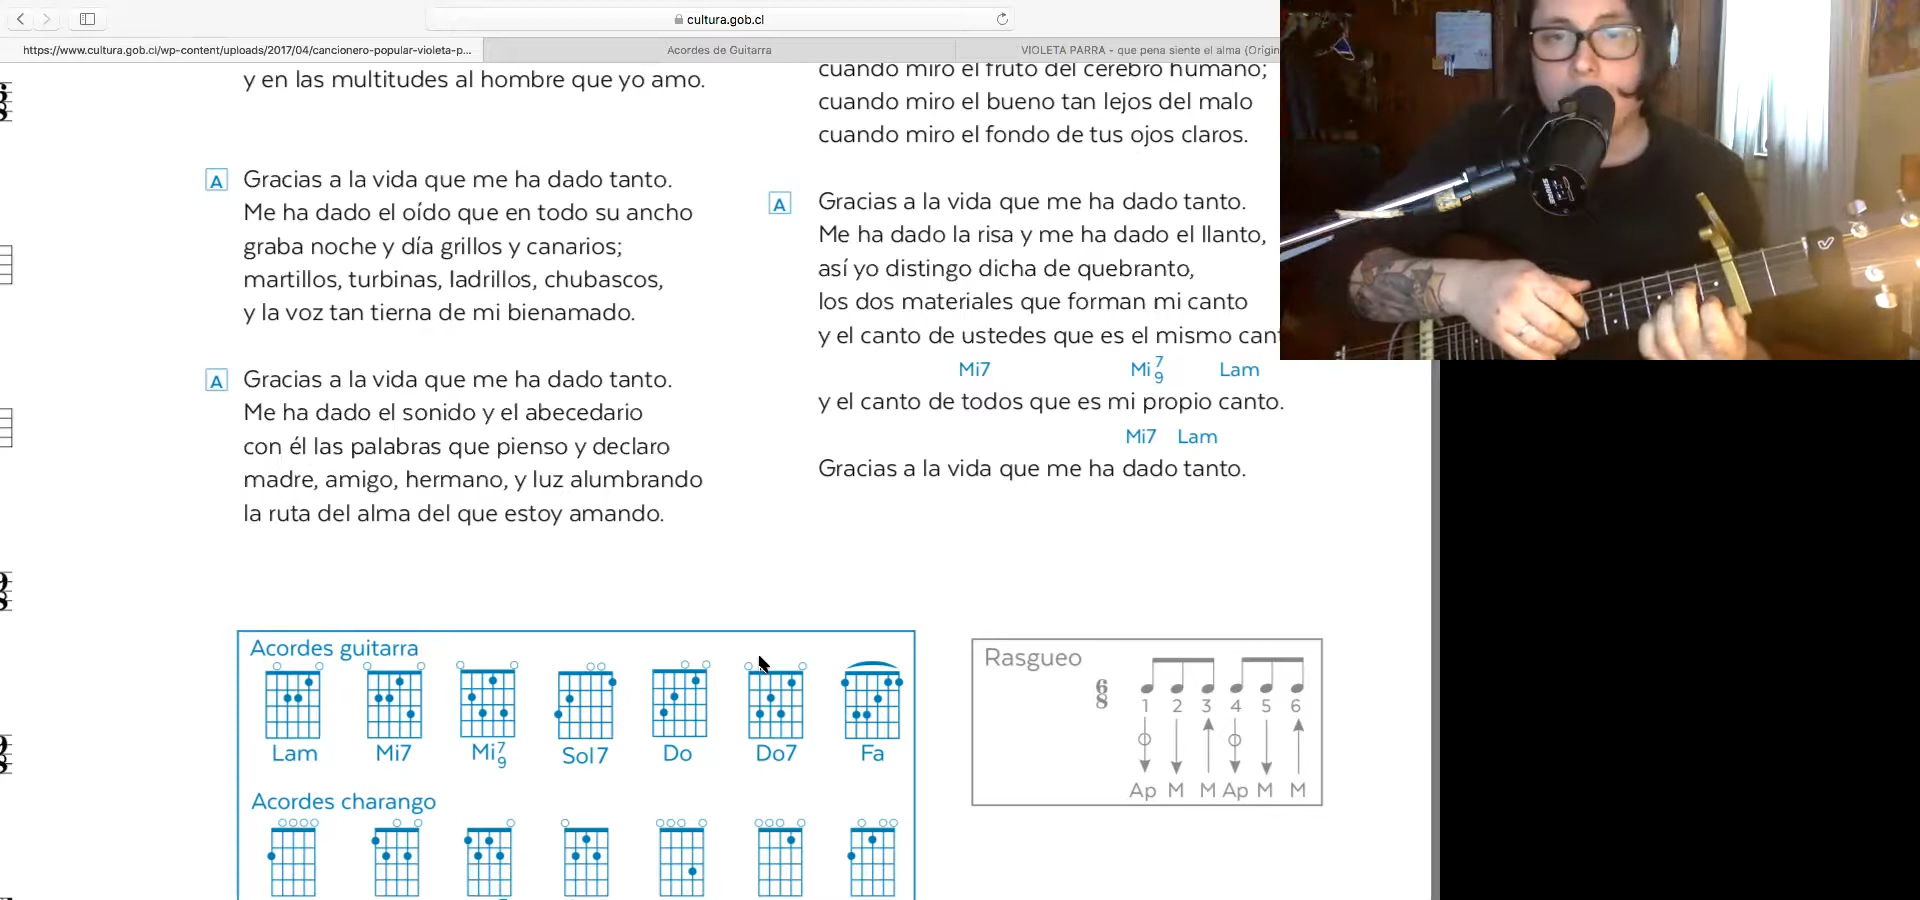 cultura.gob.cl
https://www.cultura.gob.cl/wp-content/uploads/2017/04/cancionero-popular-violeta-p...
Acordes de Guitarra
VIOLETA PARRA - que pena siente el alma (Origin
y en las multitudes al hombre que yo amo.
A
Gracias a la vida que me ha dado tanto.
Me ha dado el oído que en todo su ancho
graba noche y día grillos y canarios;
martillos, turbinas, ladrillos, chubascos,
y la voz tan tierna de mi bienamado.
A
Gracias a la vida que me ha dado tanto.
Me ha dado el sonido y el abecedario
con él las palabras que pienso y declaro
madre, amigo, hermano, y luz alumbrando
la ruta del alma del que estoy amando.
cuando miro el fruto del cerebro humano;
cuando miro el bueno tan lejos del malo
cuando miro el fondo de tus ojos claros.
A
Gracias a la vida que me ha dado tanto.
Me ha dado la risa y me ha dado el llanto,
así yo distingo dicha de quebranto,
los dos materiales que forman mi canto
y el canto de ustedes que es el mismo cant
Mi7 Mi 7 9 Lam
y el canto de todos que es mi propio canto.
Mi7 Lam
Gracias a la vida que me ha dado tanto.
Acordes guitarra
Lam Mi7 Mi 7 9 Sol7 Do Do7 Fa
Acordes charango
Rasgueo
6 8
1 2 3 4 5 6
Ap M M Ap M M
SHURE